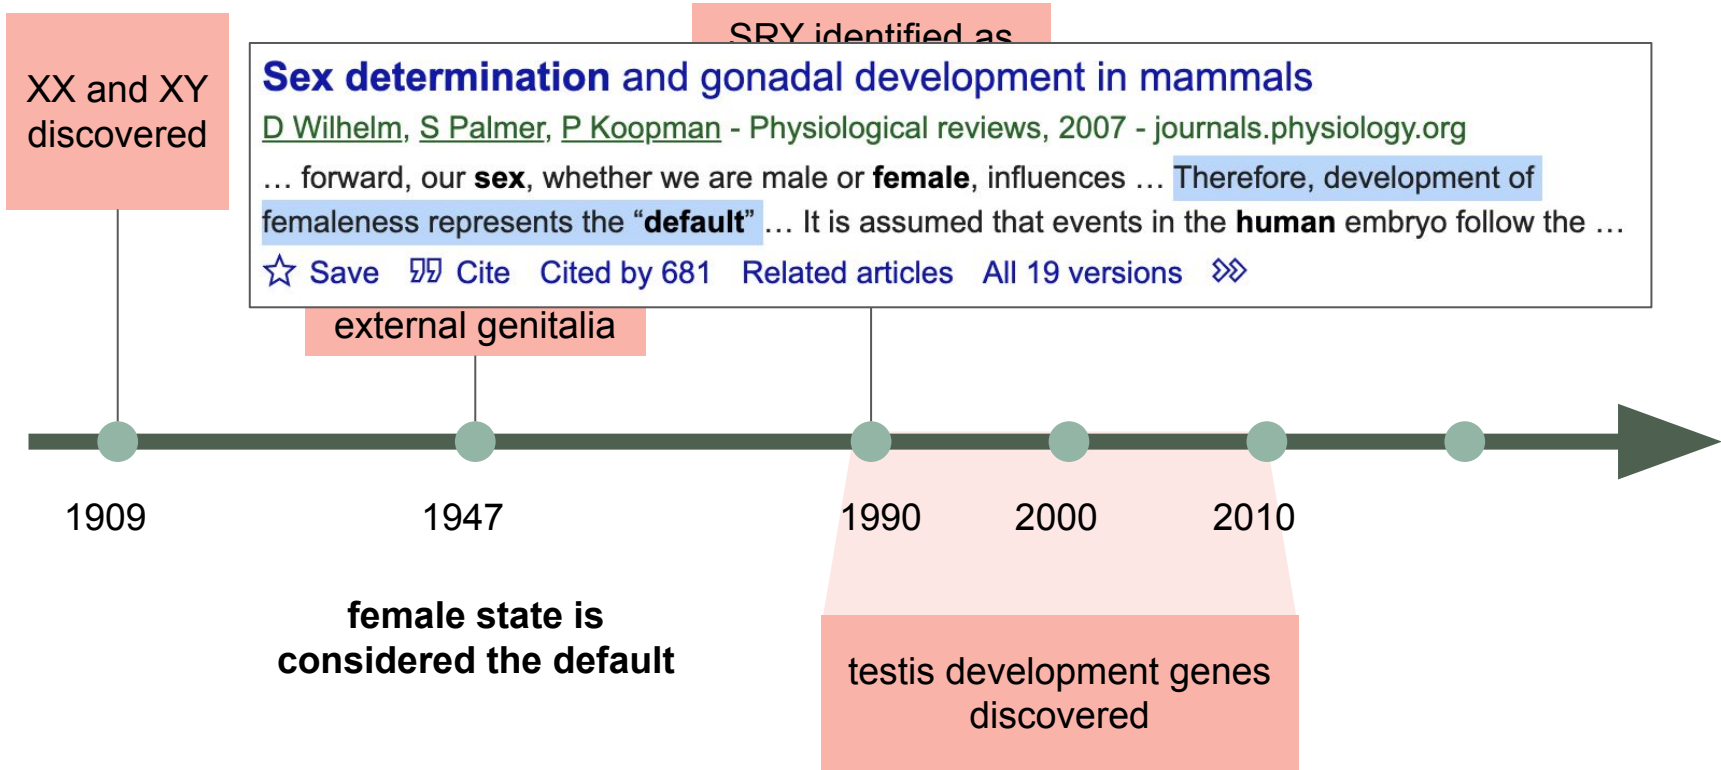 SRY identified as
XX and XY
discovered
Sex determination and gonadal development in mammals
D Wilhelm, S Palmer, P Koopman - Physiological reviews, 2007 - journals.physiology.org
… forward, our sex, whether we are male or female, influences … Therefore, development of
femaleness represents the “default” … It is assumed that events in the human embryo follow the …
Save Cite Cited by 681 Related articles All 19 versions
external genitalia
1909 1947 1990 2000 2010
female state is
considered the default
testis development genes
discovered